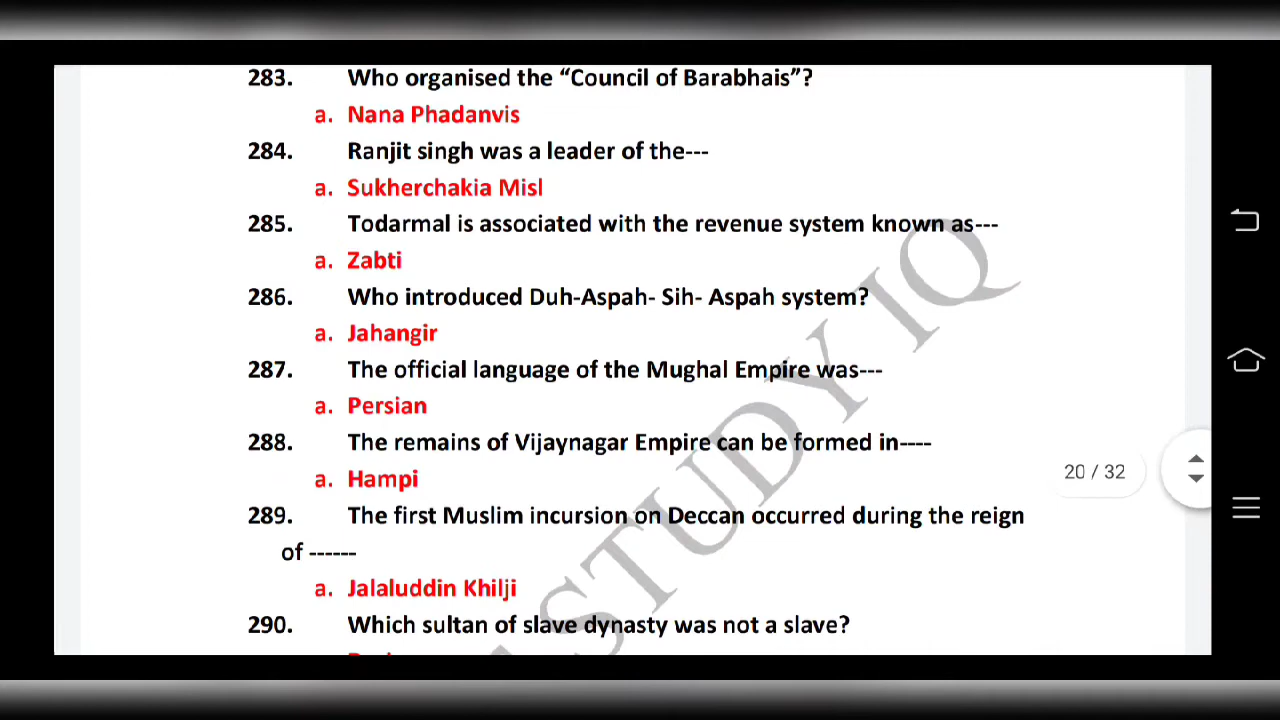 283. Who organised the “Council of Barabhais”?
a. Nana Phadanvis
284. Ranjit singh was a leader of the---
a. Sukherchakia Misl
285. Todarmal is associated with the revenue system known as---
a. Zabti
286. Who introduced Duh-Aspah- Sih- Aspah system?
a. Jahangir
287. The official language of the Mughal Empire was---
a. Persian
288. The remains of Vijaynagar Empire can be formed in----
a. Hampi
20 / 32
289. The first Muslim incursion on Deccan occurred during the reign
of ------
a. Jalaluddin Khilji
290. Which sultan of slave dynasty was not a slave?
STUDY IQ